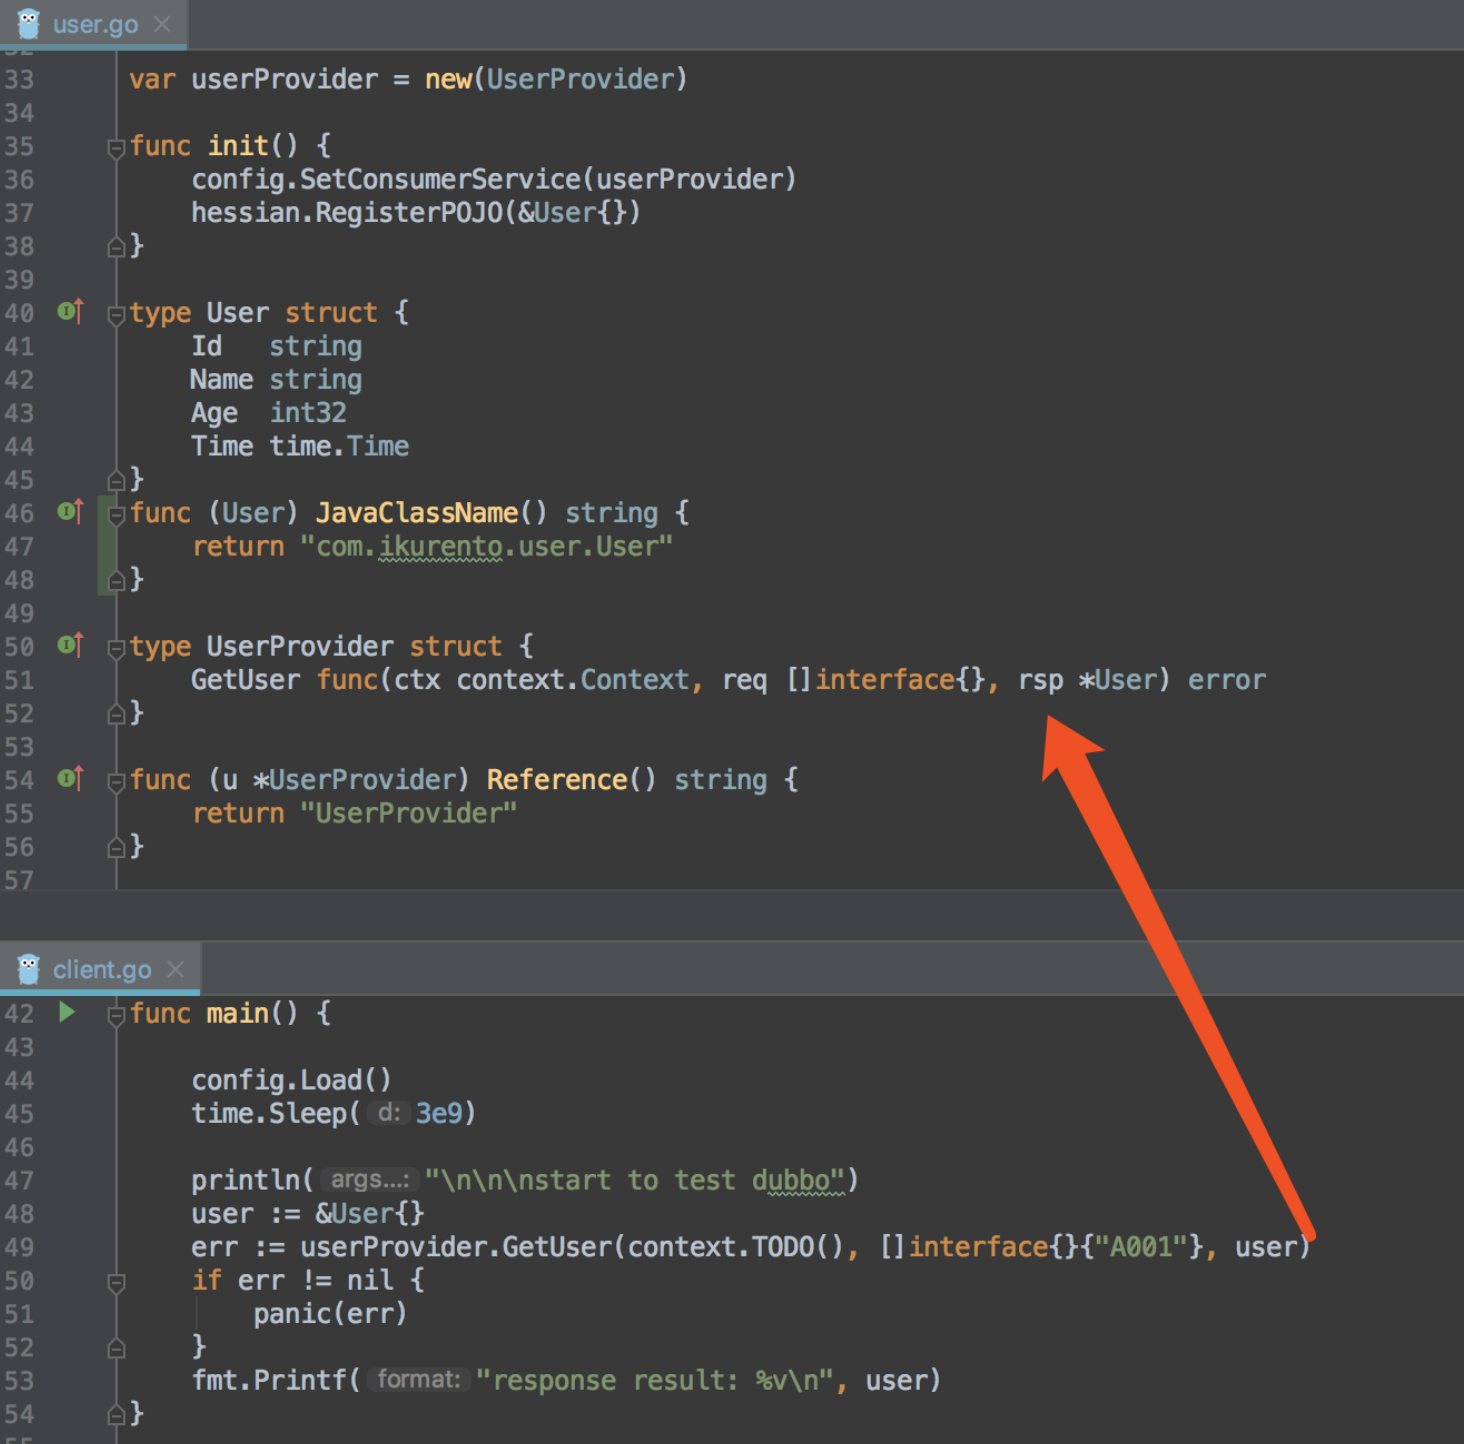 user.go
33 var userProvider = new(UserProvider)
34
35 func init() {
36 config.SetConsumerService(userProvider)
37 hessian.RegisterPOJO(&User{})
38 }
39
40 type User struct {
41 Id string
42 Name string
43 Age int32
44 Time time.Time
45 }
46 func (User) JavaClassName() string {
47 return "com.ikurento.user.User"
48 }
49
50 type UserProvider struct {
51 GetUser func(ctx context.Context, req []interface{}, rsp *User) error
52 }
53
54 func (u *UserProvider) Reference() string {
55 return "UserProvider"
56 }
57
client.go
42 func main() {
43
44 config.Load()
45 time.Sleep( d: 3e9)
46
47 println( args...: "\n\n\nstart to test dubbo")
48 user := &User{}
49 err := userProvider.GetUser(context.TODO(), []interface{}{"A001"}, user)
50 if err != nil {
51 panic(err)
52 }
53 fmt.Printf( format: "response result: %v\n", user)
54 }